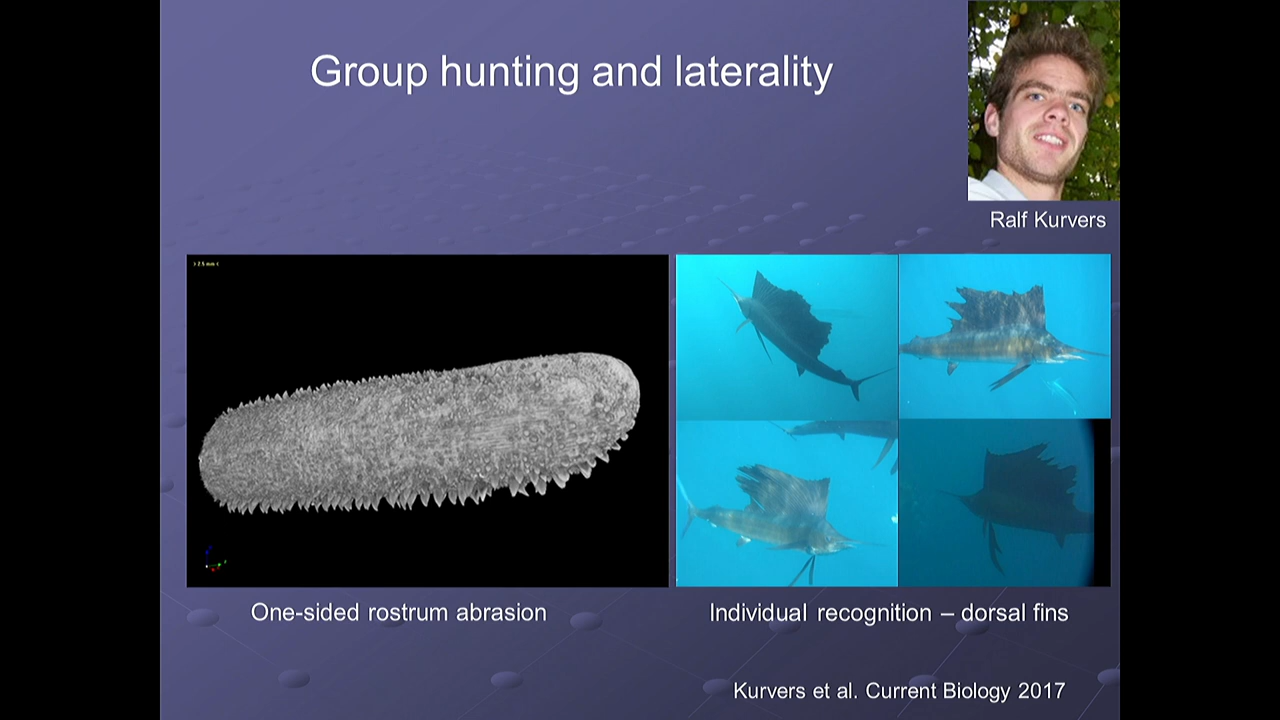 Group hunting and laterality
Ralf Kurvers
One-sided rostrum abrasion
Individual recognition – dorsal fins
Kurvers et al. Current Biology 2017